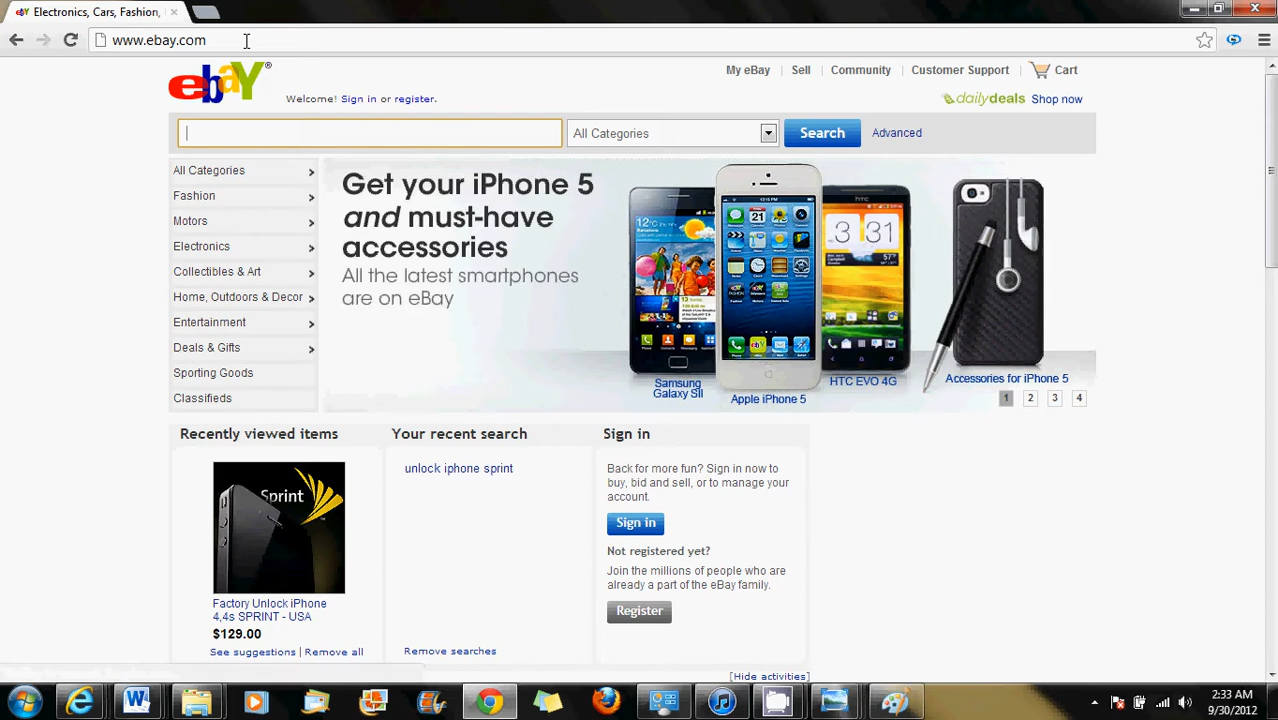 Electronics, Cars, Fashion,
www.ebay.com
ebaY®
Welcome! Sign in or register.
My eBay Sell Community Customer Support Cart
dailydeals Shop now
All Categories Search Advanced
All Categories
Fashion
Motors
Electronics
Collectibles & Art
Home, Outdoors & Decor
Entertainment
Deals & Gifts
Sporting Goods
Classifieds
Get your iPhone 5
and must-have
accessories
All the latest smartphones
are on eBay
Samsung
Galaxy SII
Apple iPhone 5
HTC EVO 4G
Accessories for iPhone 5
1 2 3 4
Recently viewed items
Sprint
Factory Unlock iPhone
4,4s SPRINT - USA
$129.00
See suggestions | Remove all
Your recent search
unlock iphone sprint
Remove searches
Sign in
Back for more fun? Sign in now to
buy, bid and sell, or to manage your
account.
Sign in
Not registered yet?
Join the millions of people who are
already a part of the eBay family.
Register
[Hide activities]
2:33 AM
9/30/2012